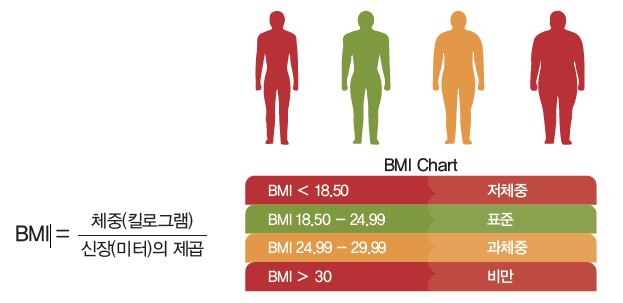 BMI Chart
BMI < 18.50 저체중
BMI 18.50 – 24.99 표준
BMI 24.99 – 29.99 과체중
BMI > 30 비만
BMI = 체중(킬로그램)
신장(미터)의 제곱